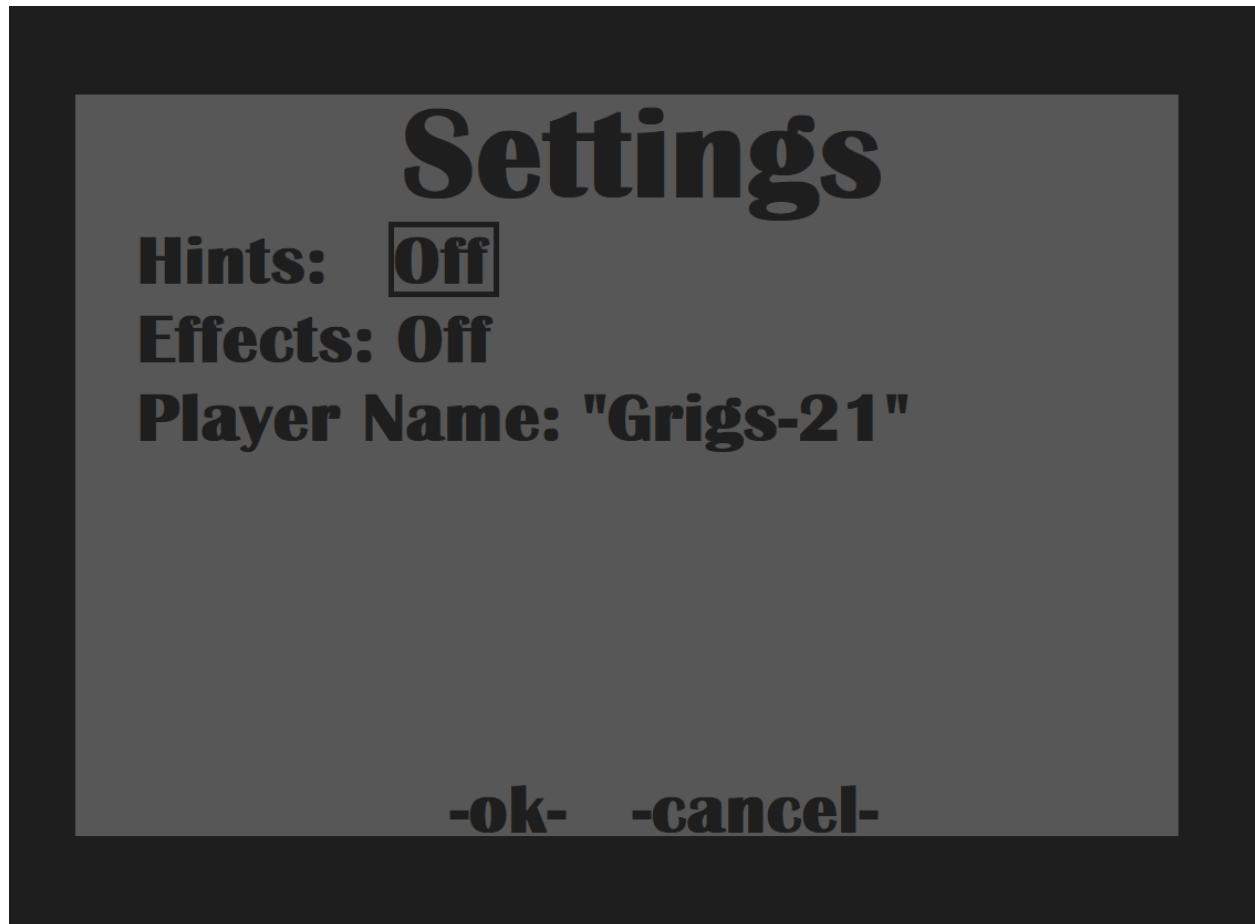 Settings
Hints: Off
Effects: Off
Player Name: "Grigs-21"
-ok- -cancel-